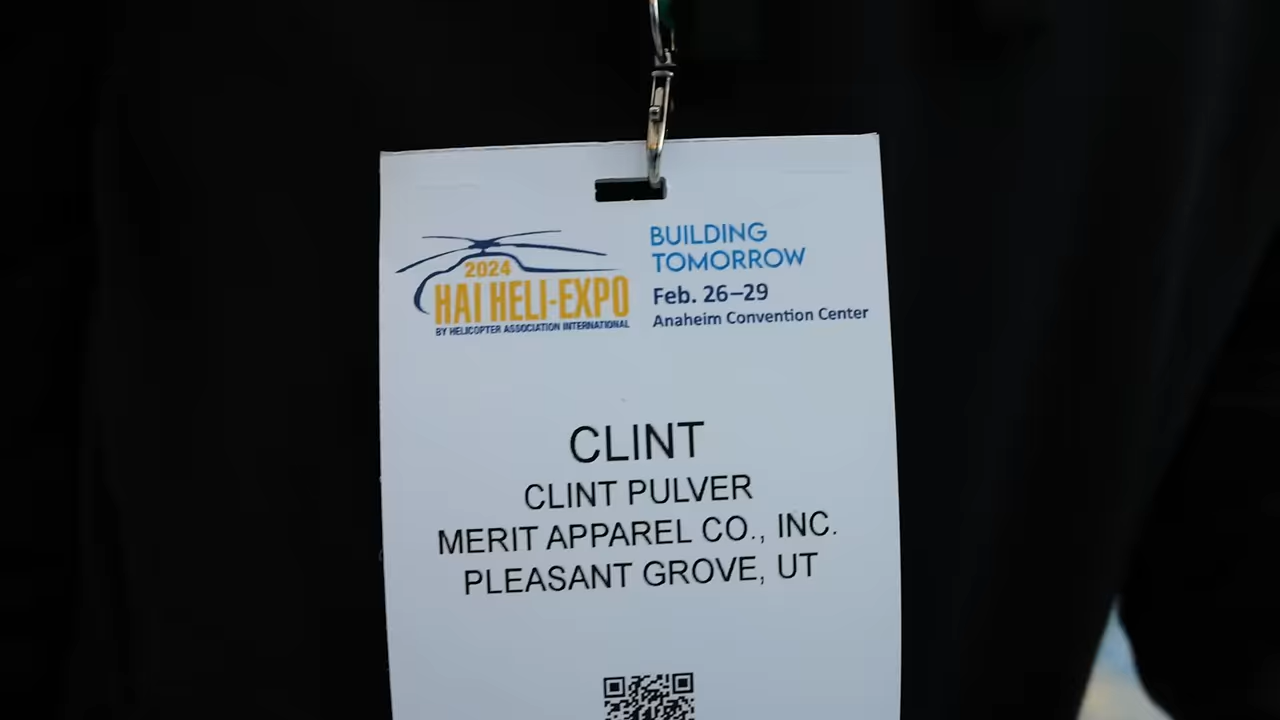 2024
HAI HELI-EXPO
BY HELICOPTER ASSOCIATION INTERNATIONAL
BUILDING
TOMORROW
Feb. 26–29
Anaheim Convention Center
CLINT
CLINT PULVER
MERIT APPAREL CO., INC.
PLEASANT GROVE, UT